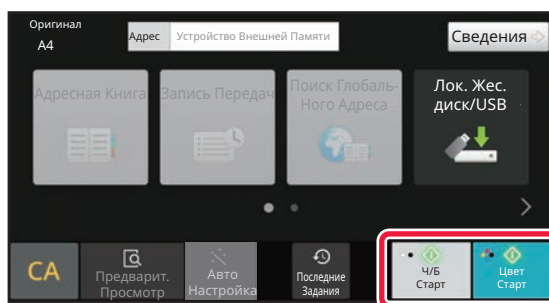 Оригинал
A4
Адрес
Устройство Внешней Памяти
Сведения
Адресная Книга
Запись Передач
Поиск Глобаль-
Ного Адреса
Лок. Жес.
диск/USB
CA
Предварит.
Просмотр
Авто
Настройка
Последние
Задания
Ч/Б
Старт
Цвет
Старт